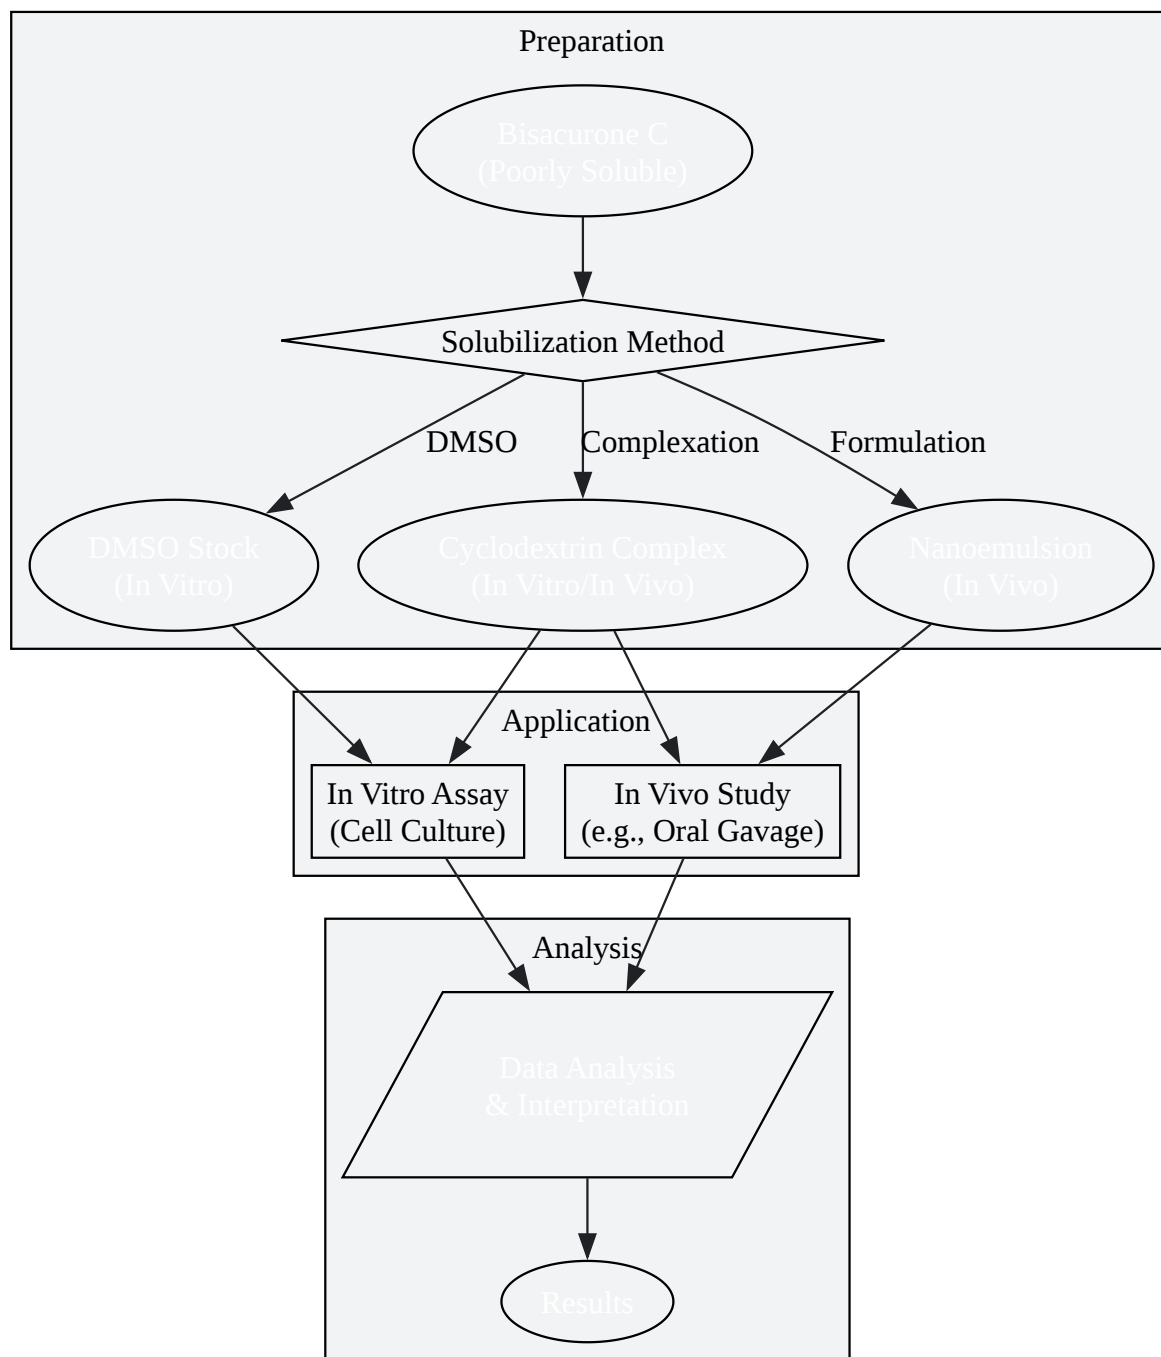 Preparation
Bisacurone C
(Poorly Soluble)
Solubilization Method
DMSO
Complexation
Formulation
DMSO Stock
(In Vitro)
Cyclodextrin Complex
(In Vitro/In Vivo)
Nanoemulsion
(In Vivo)
Application
In Vitro Assay
(Cell Culture)
In Vivo Study
(e.g., Oral Gavage)
Analysis
Data Analysis
& Interpretation
Results